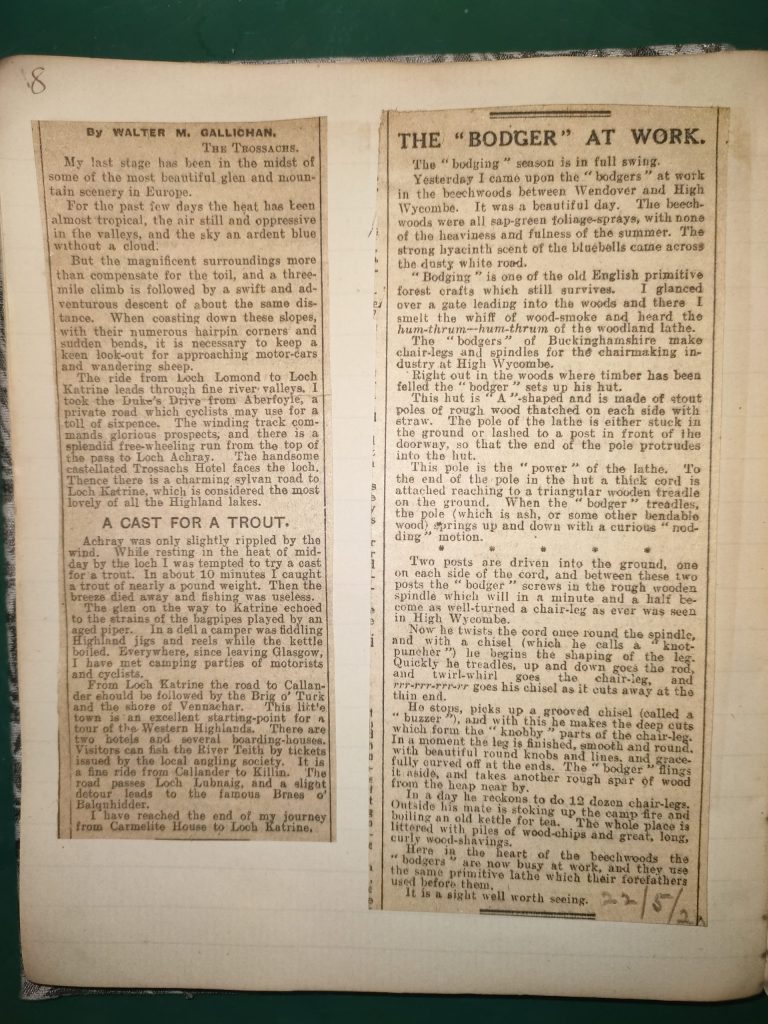 8
By WALTER M. GALLICHAN.
THE TROSSACHS.
My last stage has been in the midst of
some of the most beautiful glen and moun-
tain scenery in Europe.
For the past few days the heat has been
almost tropical, the air still and oppressive
in the valleys, and the sky an ardent blue
without a cloud.
But the magnificent surroundings more
than compensate for the toil, and a three-
mile climb is followed by a swift and ad-
venturous descent of about the same dis-
tance. When coasting down these slopes,
with their numerous hairpin corners and
sudden bends, it is necessary to keep a
keen look-out for approaching motor-cars
and wandering sheep.
The ride from Loch Lomond to Loch
Katrine leads through fine river valleys. I
took the Duke's Drive from Aberfoyle, a
private road which cyclists may use for a
toll of sixpence. The winding track com-
mands glorious prospects, and there is a
splendid free-wheeling run from the top of
the pass to Loch Achray. The handsome
castellated Trossachs Hotel faces the loch.
Thence there is a charming sylvan road to
Loch Katrine, which is considered the most
lovely of all the Highland lakes.
A CAST FOR A TROUT.
Achray was only slightly rippled by the
wind. While resting in the heat of mid-
day by the loch I was tempted to try a cast
for a trout. In about 10 minutes I caught
a trout of nearly a pound weight. Then the
breeze died away and fishing was useless.
The glen on the way to Katrine echoed
to the strains of the bagpipes played by an
aged piper. In a dell a camper was fiddling
Highland jigs and reels while the kettle
boiled. Everywhere, since leaving Glasgow,
I have met camping parties of motorists
and cyclists.
From Loch Katrine the road to Callan-
der should be followed by the Brig o' Turk
and the shore of Vennachar. This little
town is an excellent starting-point for a
tour of the Western Highlands. There are
two hotels and several boarding-houses.
Visitors can fish the River Teith by tickets
issued by the local angling society. It is
a fine ride from Callander to Killin. The
road passes Loch Lubnaig, and a slight
detour leads to the famous Braes o'
Balquhidder.
I have reached the end of my journey
from Carmelite House to Loch Katrine.
THE "BODGER" AT WORK.
The "bodging" season is in full swing.
Yesterday I came upon the "bodgers" at work
in the beechwoods between Wendover and High
Wycombe. It was a beautiful day. The beech-
woods were all sap-green foliage-sprays, with none
of the heaviness and fulness of the summer. The
strong hyacinth scent of the bluebells came across
the dusty white road.
"Bodging" is one of the old English primitive
forest crafts which still survives. I glanced
over a gate leading into the woods and there I
smelt the whiff of wood-smoke and heard the
hum-thrum—hum-thrum of the woodland lathe.
The "bodgers" of Buckinghamshire make
chair-legs and spindles for the chairmaking in-
dustry at High Wycombe.
Right out in the woods where timber has been
felled the "bodger" sets up his hut.
This hut is "A"-shaped and is made of stout
poles of rough wood thatched on each side with
straw. The pole of the lathe is either stuck in
the ground or lashed to a post in front of the
doorway, so that the end of the pole protrudes
into the hut.
This pole is the "power" of the lathe. To
the end of the pole in the hut a thick cord is
attached reaching to a triangular wooden treadle
on the ground. When the "bodger" treadles,
the pole (which is ash, or some other bendable
wood) springs up and down with a curious "nod-
ding" motion.
* * * * *
Two posts are driven into the ground, one
on each side of the cord, and between these two
posts the "bodger" screws in the rough wooden
spindle which will in a minute and a half be-
come as well-turned a chair-leg as ever was seen
in High Wycombe.
Now he twists the cord once round the spindle,
and with a chisel (which he calls a "knot-
puncher") he begins the shaping of the leg.
Quickly he treadles, up and down goes the rod,
and twirl-whirl goes the chair-leg, and
rrr-rrr-rrr-rr goes his chisel as it cuts away at the
thin end.
He stops, picks up a grooved chisel (called a
"buzzer"), and with this he makes the deep cuts
which form the "knobby" parts of the chair-leg.
In a moment the leg is finished, smooth and round,
with beautiful round knobs and lines, and grace-
fully curved off at the ends. The "bodger" flings
it aside, and takes another rough spar of wood
from the heap near by.
In a day he reckons to do 12 dozen chair-legs.
Outside his mate is stoking up the camp fire and
boiling an old kettle for tea. The whole place is
littered with piles of wood-chips and great, long,
curly wood-shavings.
Here in the heart of the beechwoods the
"bodgers" are now busy at work, and they use
the same primitive lathe which their forefathers
used before them.
It is a sight well worth seeing.
22/5/2